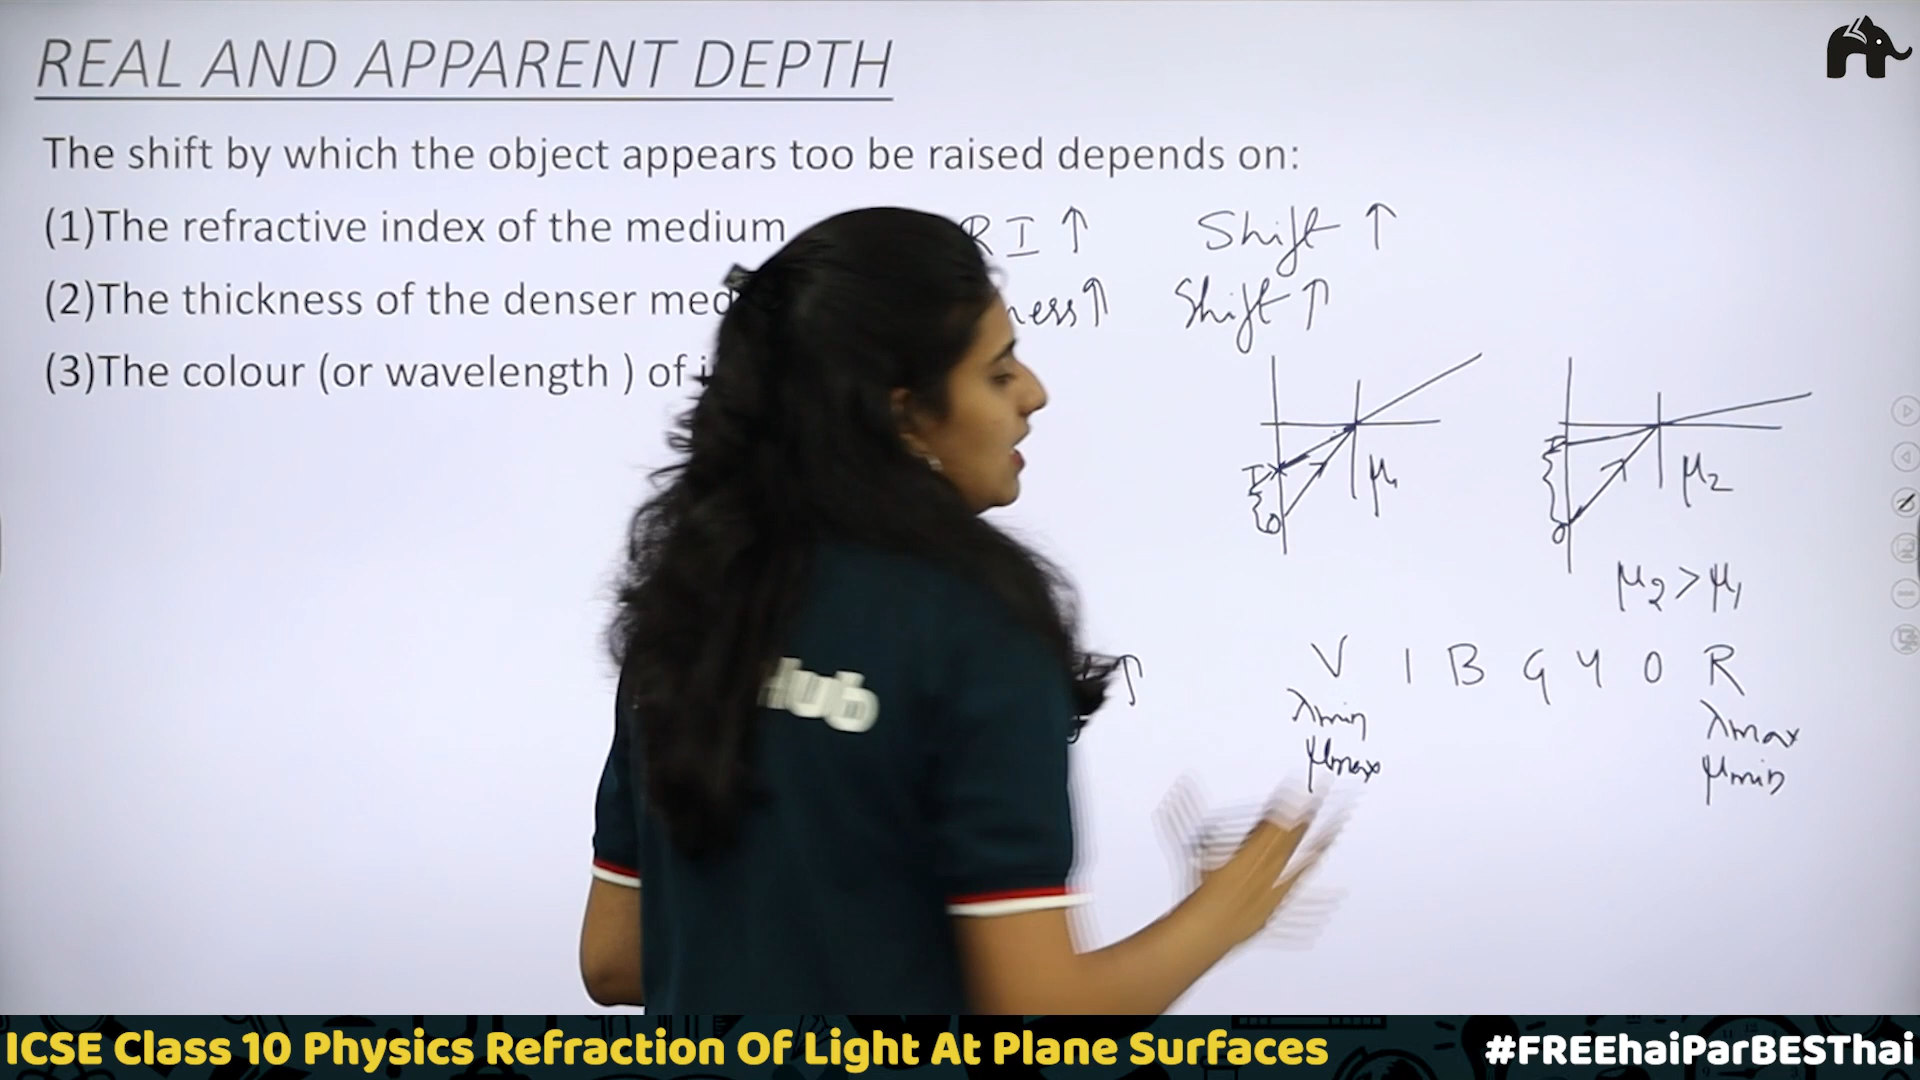 REAL AND APPARENT DEPTH
The shift by which the object appears too be raised depends on:
(1)The refractive index of the medium RI ↑ Shift ↑
(2)The thickness of the denser med ness ↑ Shift ↑
(3)The colour (or wavelength ) of
I O μ1
I O μ2
μ2 > μ1
↑ V I B G Y O R
λmin λmax
μmax μmin
Hub
ICSE Class 10 Physics Refraction Of Light At Plane Surfaces #FREEhaiParBESThai